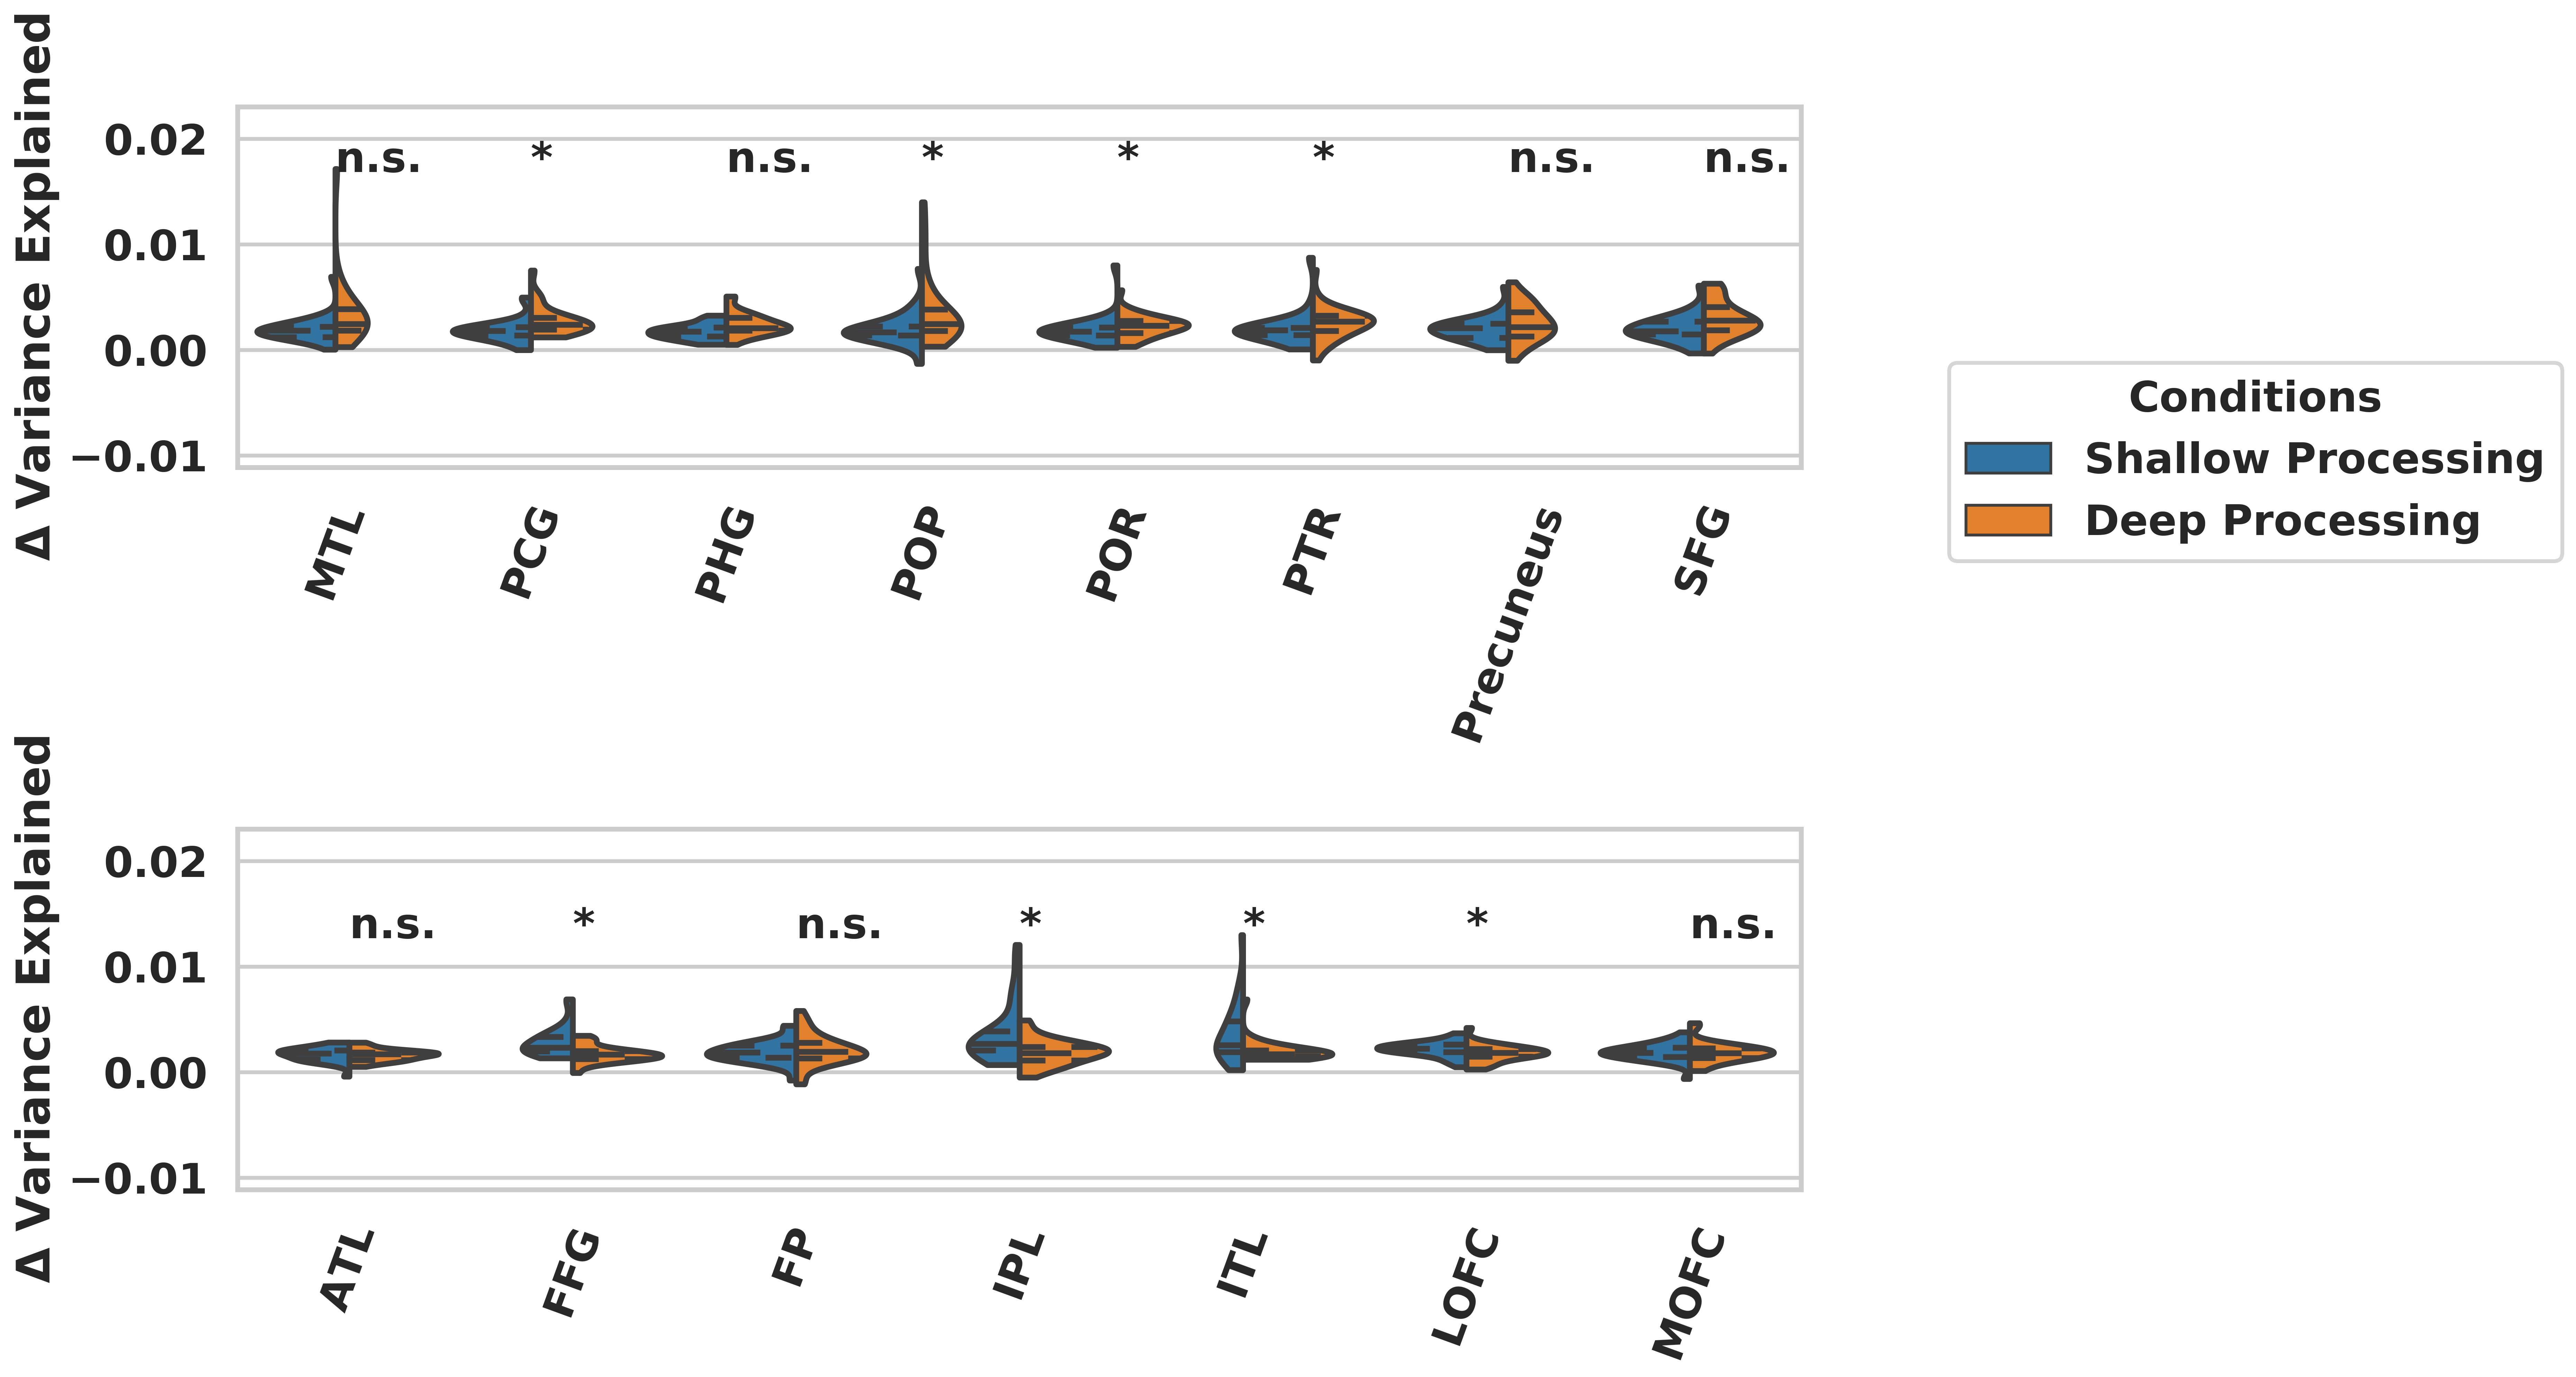 Δ Variance Explained
0.02
0.01
0.00
−0.01
n.s. * n.s. * * * n.s. n.s.
MTL PCG PHG POP POR PTR Precuneus SFG
Conditions
Shallow Processing
Deep Processing
Δ Variance Explained
0.02
0.01
0.00
−0.01
n.s. * n.s. * * * n.s.
ATL FFG FP IPL ITL LOFC MOFC